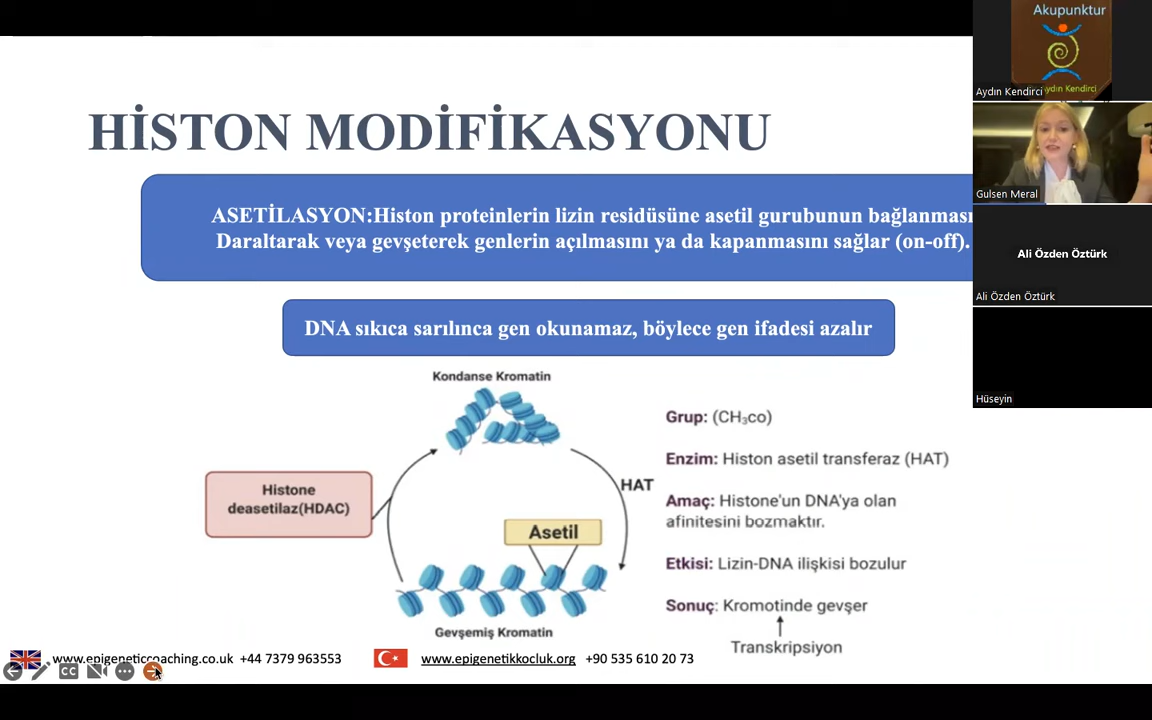 HİSTON MODİFİKASYONU
ASETİLASYON:Histon proteinlerin lizin residüsüne asetil gurubunun bağlanması
Daraltarak veya gevşeterek genlerin açılmasını ya da kapanmasını sağlar (on-off).
DNA sıkıca sarılınca gen okunamaz, böylece gen ifadesi azalır
Kondanse Kromatin
Histone
deasetilaz(HDAC)
HAT
Asetil
Gevşemiş Kromatin
Grup: (CH₃co)
Enzim: Histon asetil transferaz (HAT)
Amaç: Histone'un DNA'ya olan
afinitesini bozmaktır.
Etkisi: Lizin-DNA ilişkisi bozulur
Sonuç: Kromotinde gevşer
Transkripsiyon
www.epigeneticcoaching.co.uk +44 7379 963553
www.epigenetikkocluk.org +90 535 610 20 73
CC
Akupunktur
Aydın Kendirci
Aydın Kendirci
Gulsen Meral
Ali Özden Öztürk
Ali Özden Öztürk
Hüseyin